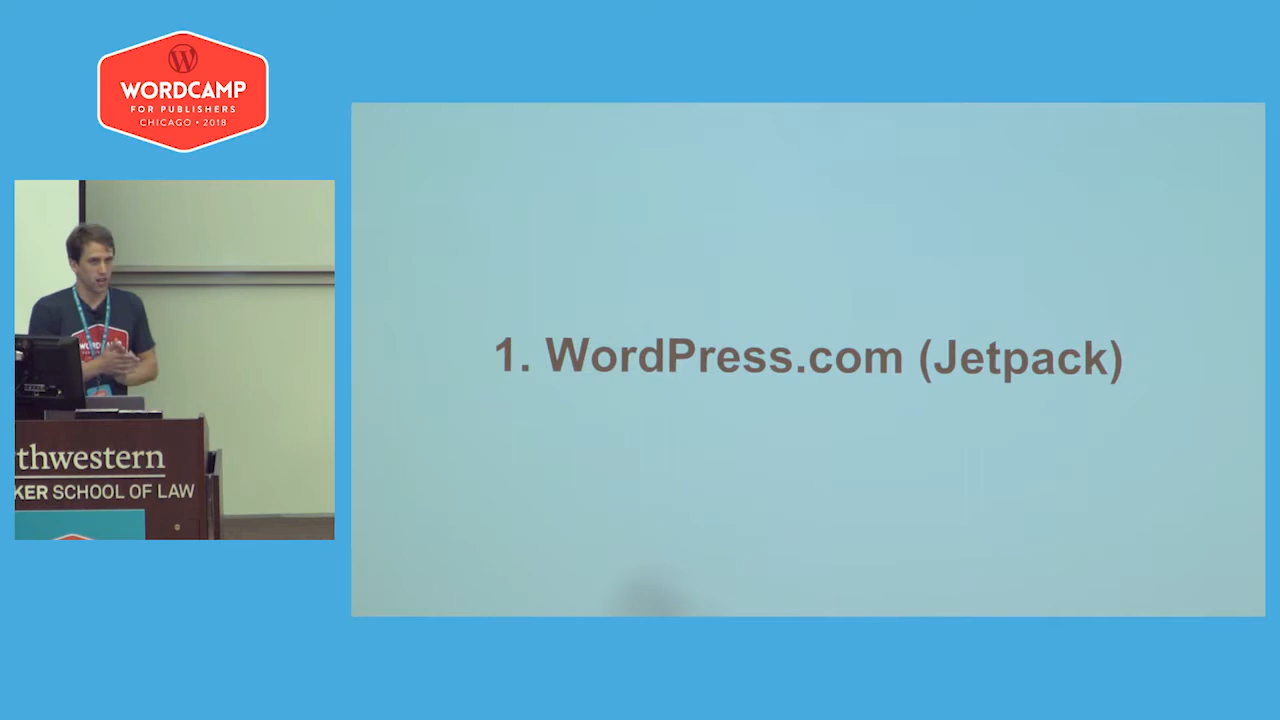 WORDCAMP
FOR PUBLISHERS
CHICAGO • 2018
1. WordPress.com (Jetpack)
thwestern
KER SCHOOL OF LAW